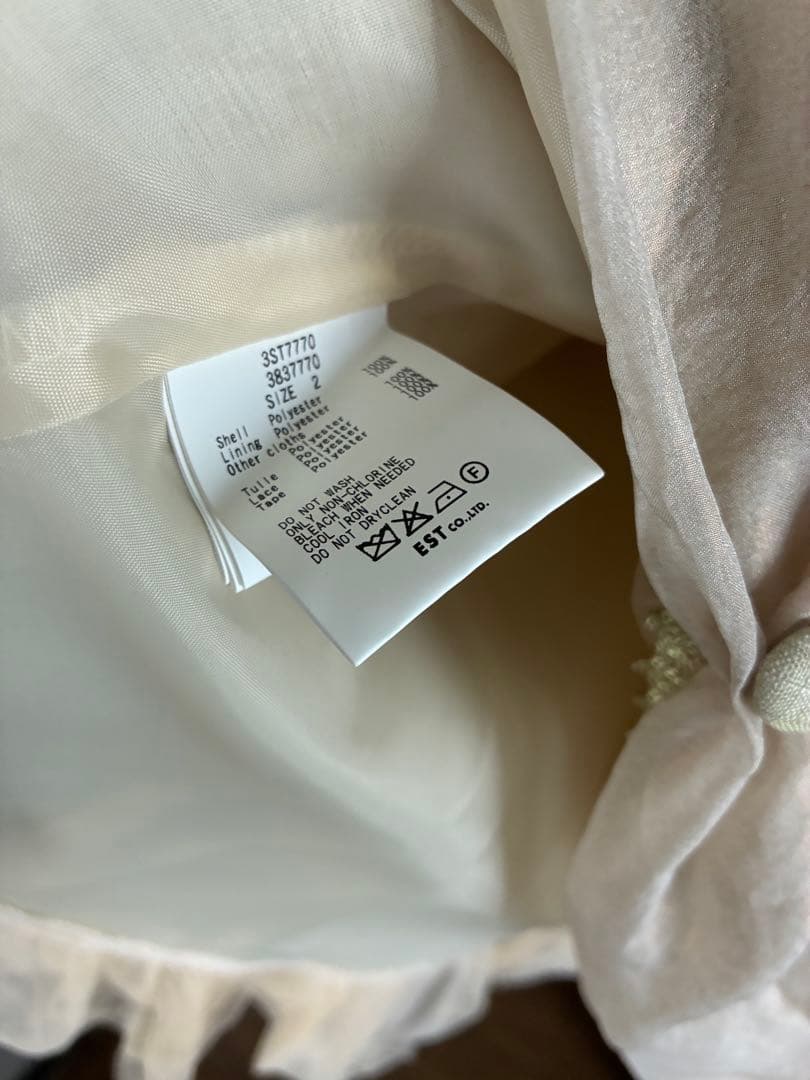 3ST7770
3837770
SIZE 2
Shell Polyester 100%
Lining Polyester
Other cloths
Tulle Polyester 100%
Lace Polyester 100%
Tape Polyester 100%
DO NOT WASH
ONLY NON-CHLORINE
BLEACH WHEN NEEDED
COOL IRON
DO NOT DRYCLEAN
F
EST CO.,LTD.